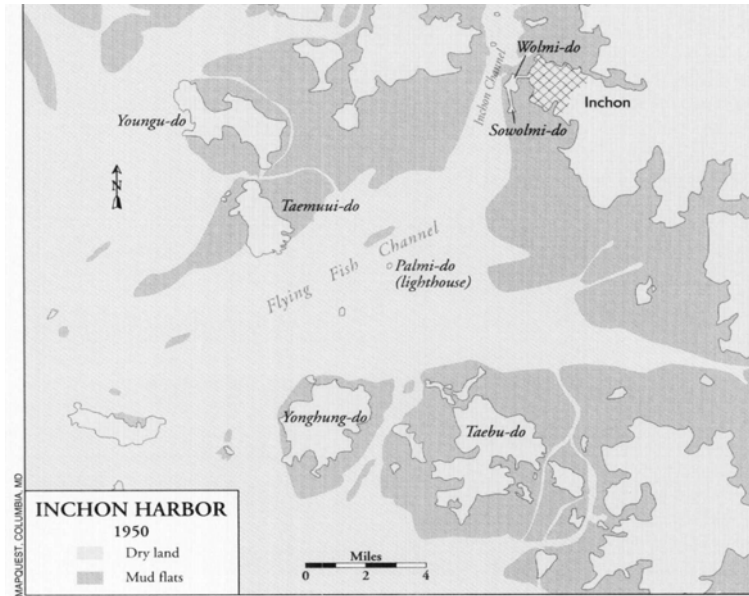 Wolmi-do
Inchon Channel
Inchon
Sowolmi-do
Youngu-do
N
Taemuui-do
Flying Fish Channel
Palmi-do
(lighthouse)
Yonghung-do
Taebu-do
INCHON HARBOR
1950
Dry land
Mud flats
Miles
0 2 4
MAPQUEST, COLUMBIA, MD